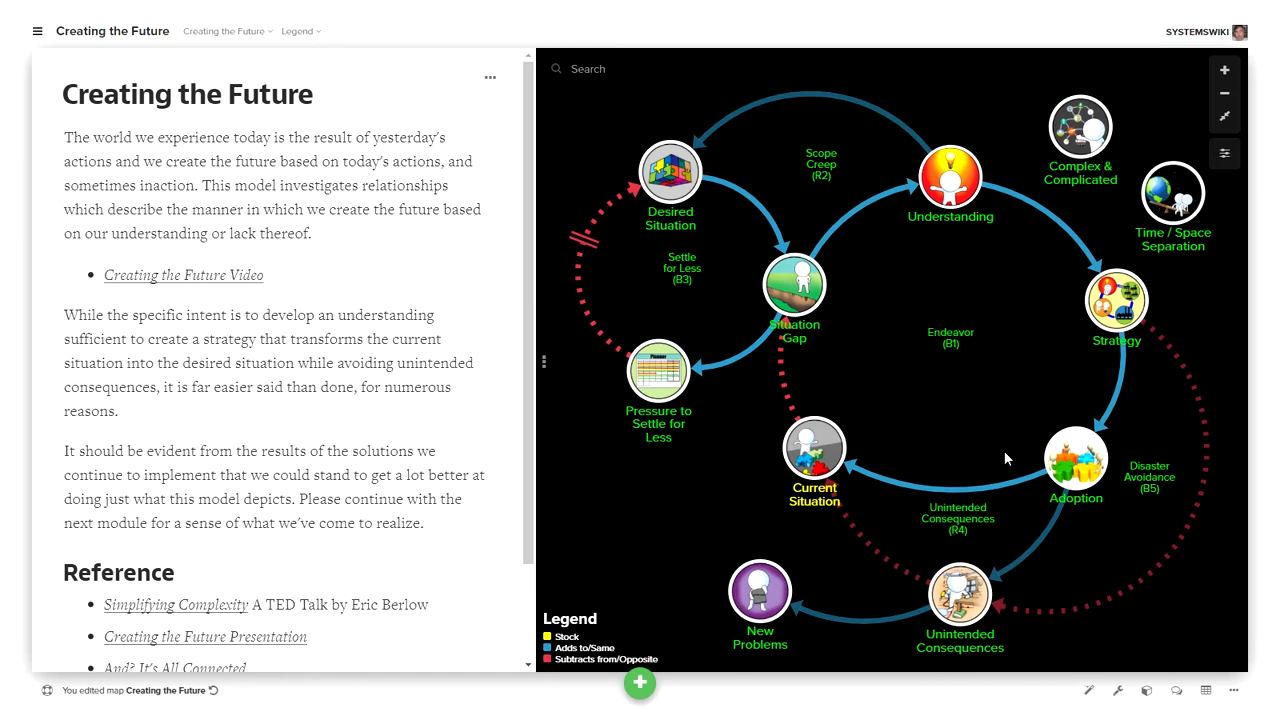 Creating the Future
Creating the Future
Legend
SYSTEMSWIKI
Creating the Future
The world we experience today is the result of yesterday's
actions and we create the future based on today's actions, and
sometimes inaction. This model investigates relationships
which describe the manner in which we create the future based
on our understanding or lack thereof.
Creating the Future Video
While the specific intent is to develop an understanding
sufficient to create a strategy that transforms the current
situation into the desired situation while avoiding unintended
consequences, it is far easier said than done, for numerous
reasons.
It should be evident from the results of the solutions we
continue to implement that we could stand to get a lot better at
doing just what this model depicts. Please continue with the
next module for a sense of what we've come to realize.
Reference
Simplifying Complexity A TED Talk by Eric Berlow
Creating the Future Presentation
And? It's All Connected
Search
Scope
Creep
(R2)
Complex &
Complicated
Desired
Situation
Understanding
Time / Space
Separation
Settle
for Less
(B3)
Situation
Gap
Endeavor
(B1)
Strategy
Planner
Pressure to
Settle for
Less
Current
Situation
Disaster
Avoidance
(B5)
Adoption
Unintended
Consequences
(R4)
New
Problems
Unintended
Consequences
Legend
Stock
Adds to/Same
Subtracts from/Opposite
You edited map Creating the Future